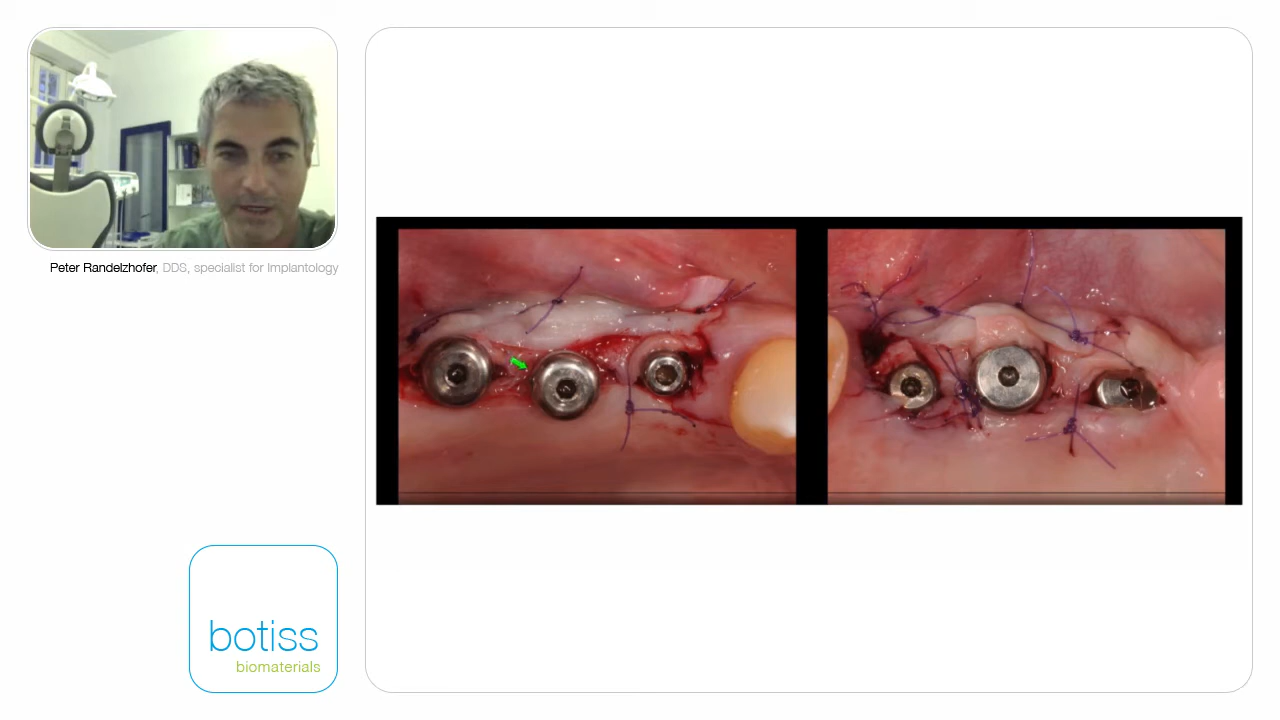 Peter Randelzhofer, DDS, specialist for Implantology
botiss
biomaterials